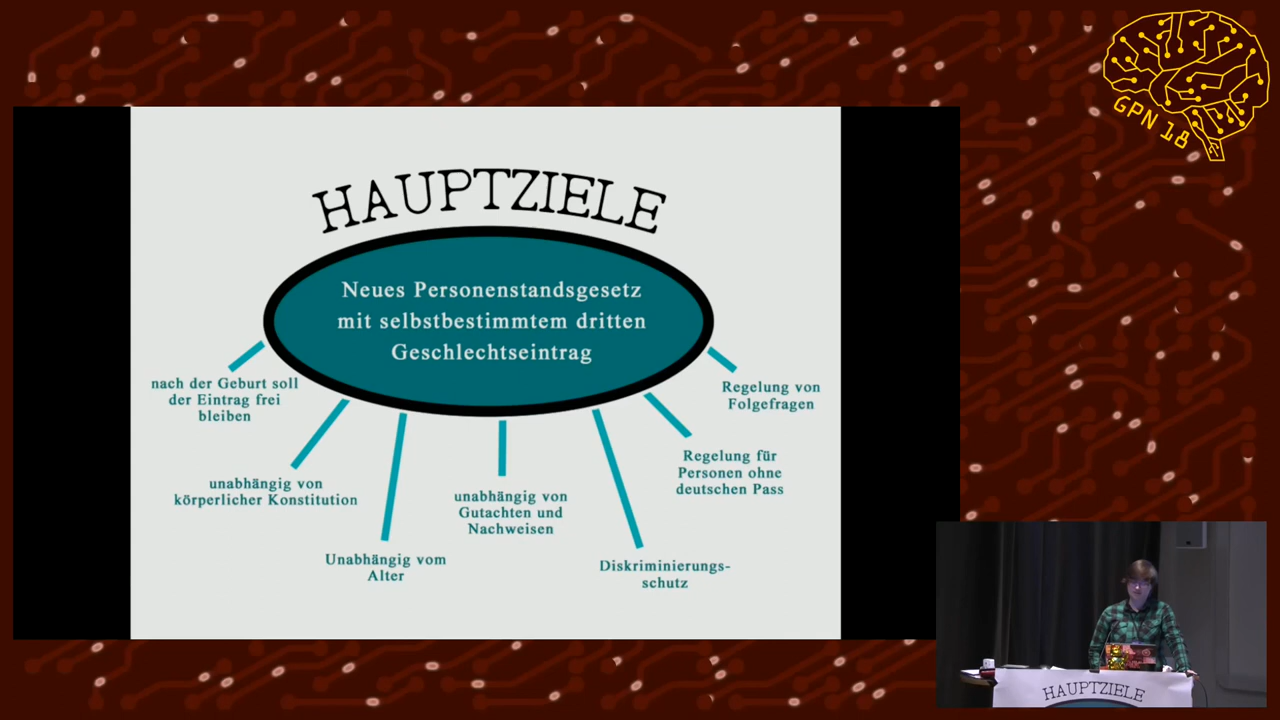 GPN 18
HAUPTZIELE
Neues Personenstandsgesetz
mit selbstbestimmtem dritten
Geschlechtseintrag
nach der Geburt soll
der Eintrag frei
bleiben
unabhängig von
körperlicher Konstitution
Unabhängig vom
Alter
unabhängig von
Gutachten und
Nachweisen
Diskriminierungs-
schutz
Regelung für
Personen ohne
deutschen Pass
Regelung von
Folgefragen
HAUPTZIELE